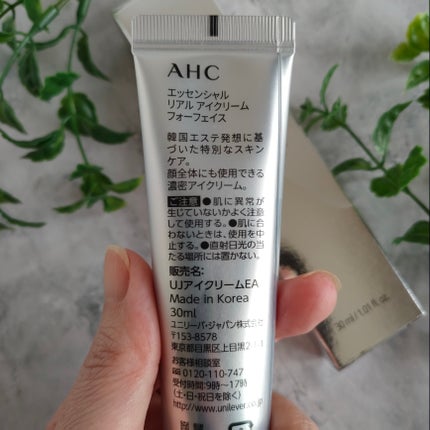 AHC
エッセンシャル
リアル アイクリーム
フォーフェイス
韓国エステ発想に基
づいた特別なスキン
ケア。
顔全体にも使用できる
濃密アイクリーム。
ご注意 ●肌に異常が
生じていないかよく注意
して使用する。●肌に合
わないときは、使用を中
止する。●直射日光の当
たる場所には置かない。
販売名:
UJアイクリームEA
Made in Korea
30ml
ユニリーバ・ジャパン株式会社
〒153-8578
東京都目黒区上目黒2-1-1
お客様相談室
0120-110-747
受付時間:9時~17時
(土・日・祝日を除く)
http://www.unilever.co.jp
30ml / 1.01 fl.oz.